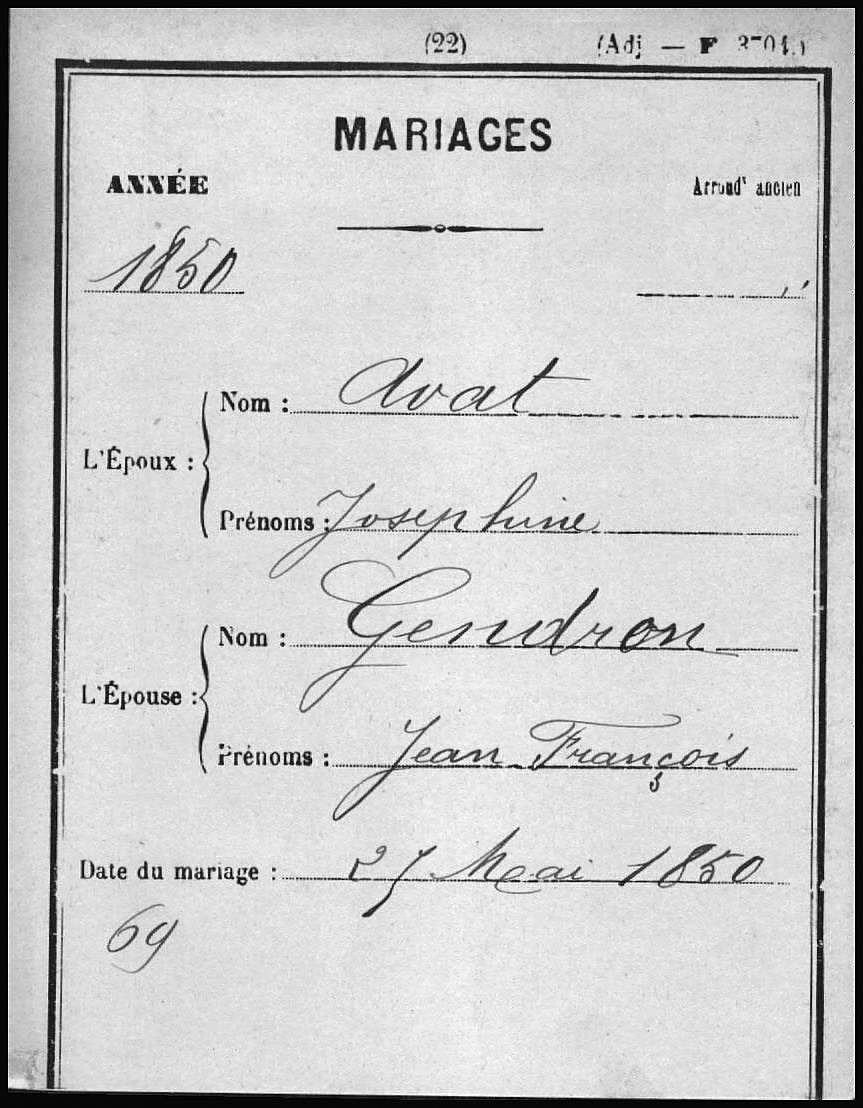 (22) (Adj — F 3704.)
MARIAGES
ANNÉE Arrondt ancien
1850
L'Époux :
Nom : Avat
Prénoms : Josephine
L'Épouse :
Nom : Gendron
Prénoms : Jean François
Date du mariage : 27 Mai 1850
69